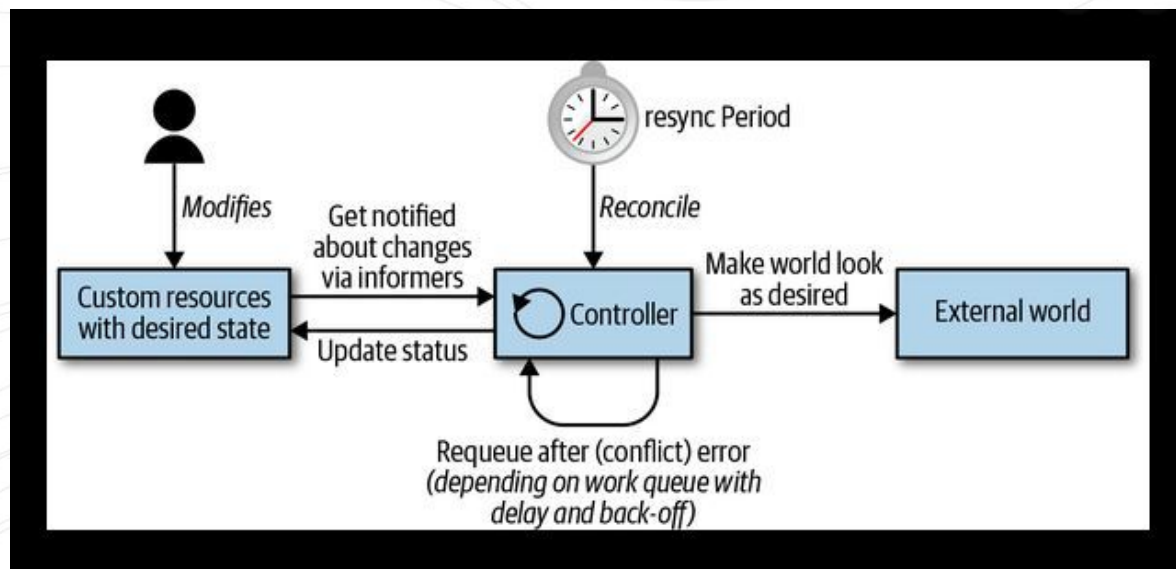 resync Period
Modifies
Reconcile
Get notified
about changes
via informers
Make world look
as desired
Custom resources
with desired state
Controller
External world
Update status
Requeue after (conflict) error
(depending on work queue with
delay and back-off)